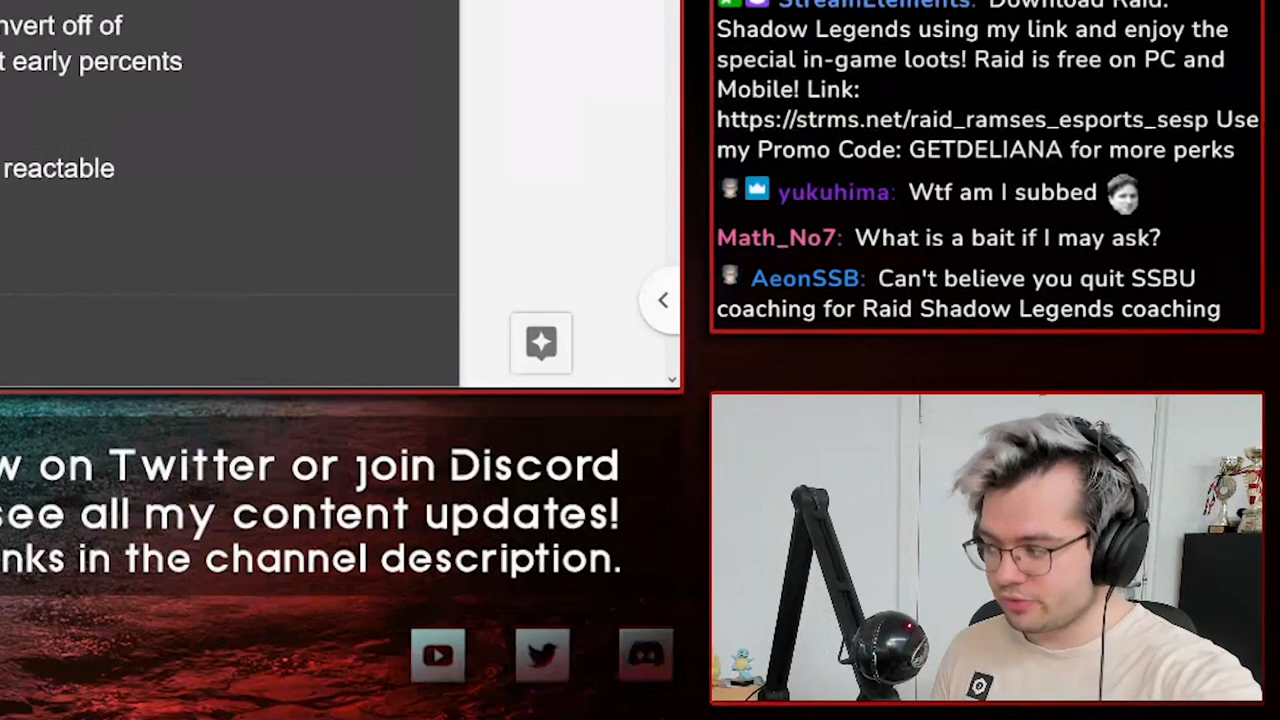 nvert off of
t early percents
reactable
StreamElements: Download Raid:
Shadow Legends using my link and enjoy the
special in-game loots! Raid is free on PC and
Mobile! Link:
https://strms.net/raid_ramses_esports_sesp Use
my Promo Code: GETDELIANA for more perks
yukuhima: Wtf am I subbed
Math_No7: What is a bait if I may ask?
AeonSSB: Can't believe you quit SSBU
coaching for Raid Shadow Legends coaching
w on Twitter or join Discord
see all my content updates!
nks in the channel description.